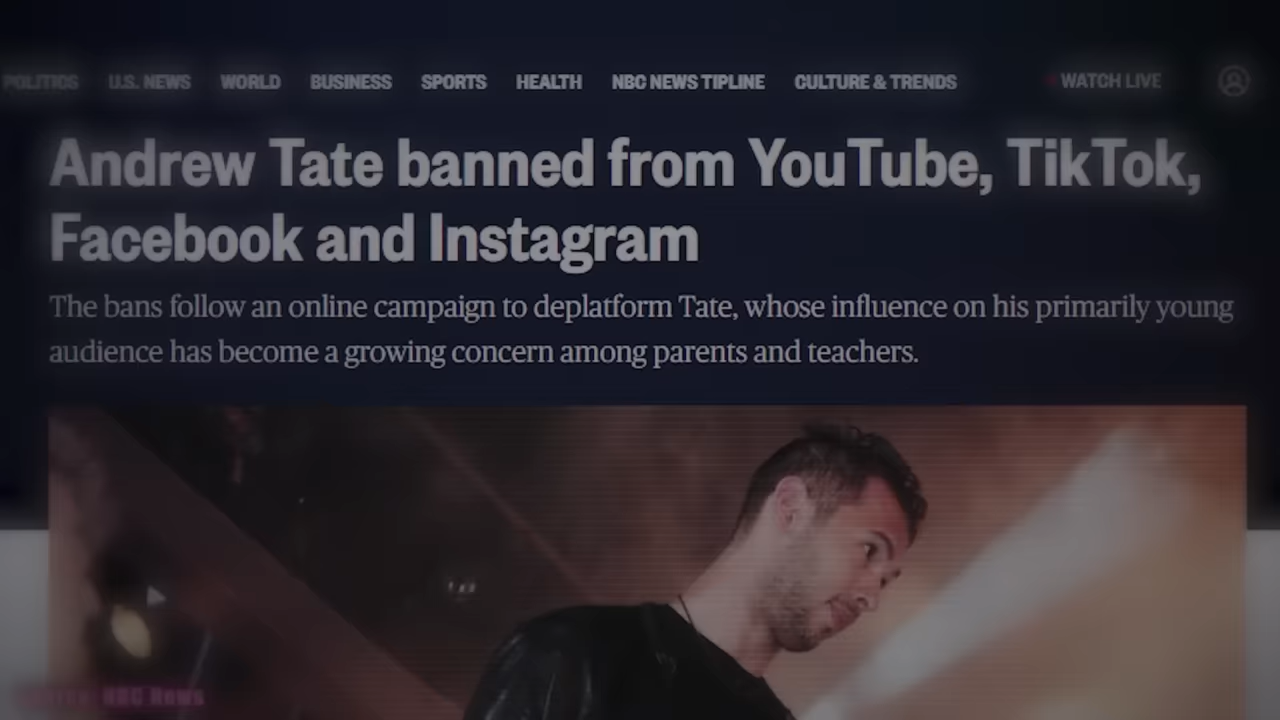 POLITICS U.S. NEWS WORLD BUSINESS SPORTS HEALTH NBC NEWS TIPLINE CULTURE & TRENDS WATCH LIVE
Andrew Tate banned from YouTube, TikTok,
Facebook and Instagram
The bans follow an online campaign to deplatform Tate, whose influence on his primarily young
audience has become a growing concern among parents and teachers.
NBC News